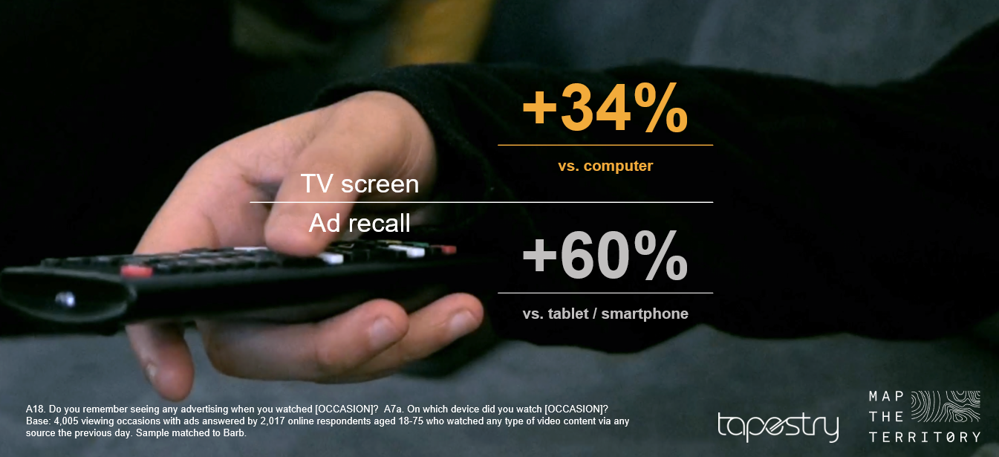 +34%
vs. computer
TV screen
Ad recall
+60%
vs. tablet / smartphone
A18. Do you remember seeing any advertising when you watched [OCCASION]?  A7a. On which device did you watch [OCCASION]?
Base: 4,005 viewing occasions with ads answered by 2,017 online respondents aged 18-75 who watched any type of video content via any
source the previous day. Sample matched to Barb.
tapestry
MAP
THE
TERRITORY